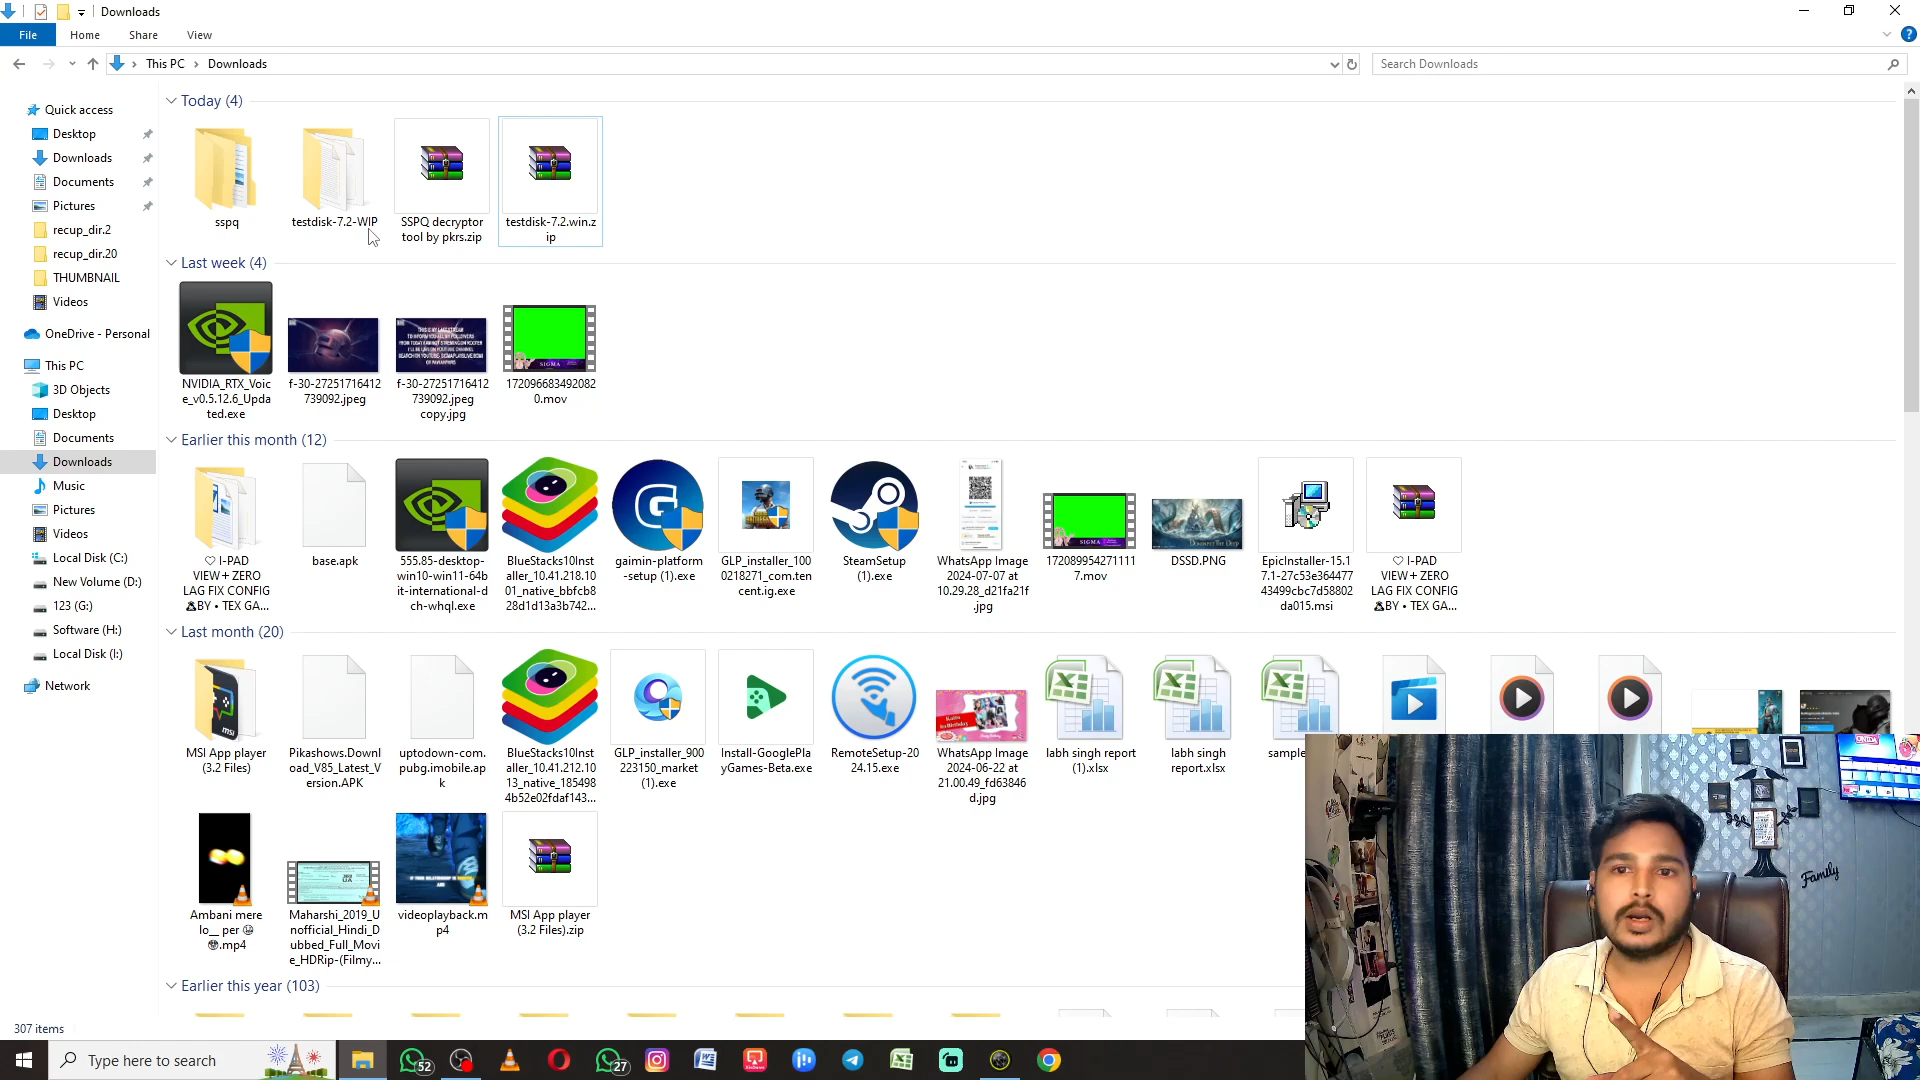 Downloads
File
Home
Share
View
This PC
Downloads
Search Downloads
Quick access
Desktop
Downloads
Documents
Pictures
recup_dir.2
recup_dir.20
THUMBNAIL
Videos
OneDrive - Personal
This PC
3D Objects
Desktop
Documents
Downloads
Music
Pictures
Videos
Local Disk (C:)
New Volume (D:)
123 (G:)
Software (H:)
Local Disk (I:)
Network
Today (4)
sspq
testdisk-7.2-WIP
SSPQ decryptor
tool by pkrs.zip
testdisk-7.2.win.z
ip
Last week (4)
NVIDIA_RTX_Voic
e_v0.5.12.6_Upda
ted.exe
f-30-27251716412
739092.jpeg
f-30-27251716412
739092.jpeg
copy.jpg
SIGMA
172096683492082
0.mov
Earlier this month (12)
♡ I-PAD
VIEW + ZERO
LAG FIX CONFIG
BY • TEX GA...
base.apk
555.85-desktop-
win10-win11-64b
it-international-d
ch-whql.exe
BlueStacks10Inst
aller_10.41.218.10
01_native_bbfcb8
28d1d13a3b742...
gaimin-platform
-setup (1).exe
GLP_installer_100
0218271_com.ten
cent.ig.exe
SteamSetup
(1).exe
WhatsApp Image
2024-07-07 at
10.29.28_d21fa21f
.jpg
172089954271111
7.mov
DSSD.PNG
EpicInstaller-15.1
7.1-27c53e364477
43499cbc7d58802
da015.msi
♡ I-PAD
VIEW + ZERO
LAG FIX CONFIG
BY • TEX GA...
Last month (20)
msi
MSI App player
(3.2 Files)
Pikashows.Downl
oad_V85_Latest_V
ersion.APK
uptodown-com.
pubg.imobile.ap
k
BlueStacks10Inst
aller_10.41.212.10
13_native_185498
4b52e02fdaf143...
GLP_installer_900
223150_market
(1).exe
Install-GooglePla
yGames-Beta.exe
RemoteSetup-20
24.15.exe
WhatsApp Image
2024-06-22 at
21.00.49_fd63846
d.jpg
labh singh report
(1).xlsx
labh singh
report.xlsx
sample
Ambani mere
lo__ per
.mp4
Maharshi_2019_U
nofficial_Hindi_D
ubbed_Full_Movi
e_HDRip-(Filmy...
videoplayback.m
p4
MSI App player
(3.2 Files).zip
Earlier this year (103)
307 items
Family
Type here to search
52
27